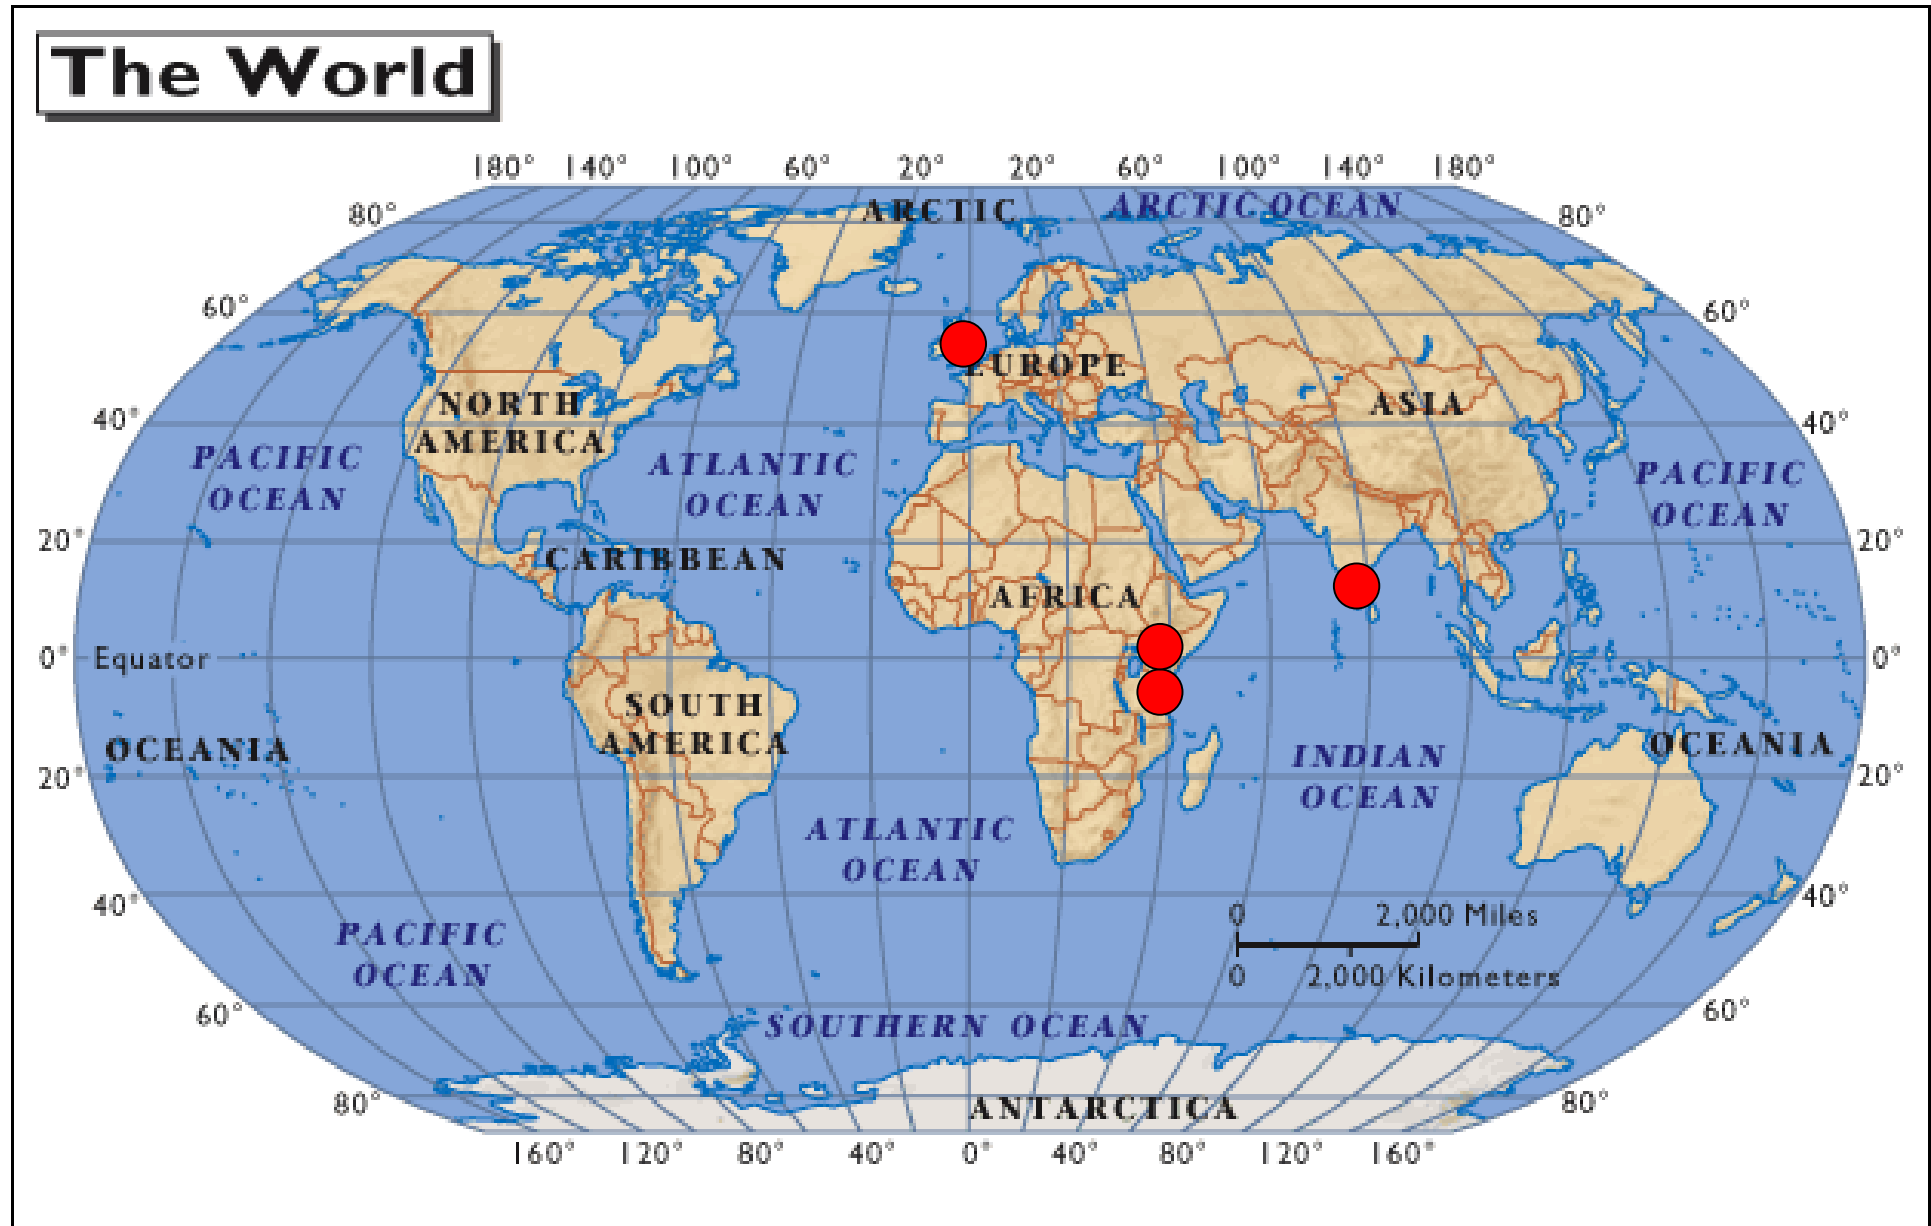 The World
180° 140° 100° 60° 20° 20° 60° 100° 140° 180°
ARCTIC
ARCTIC OCEAN
80°
80°
60°
60°
EUROPE
NORTH
AMERICA
ASIA
40°
40°
PACIFIC
OCEAN
ATLANTIC
OCEAN
PACIFIC
OCEAN
20°
20°
CARIBBEAN
AFRICA
0°
Equator
0°
SOUTH
AMERICA
OCEANIA
OCEANIA
INDIAN
OCEAN
20°
20°
ATLANTIC
OCEAN
40°
40°
0 2,000 Miles
0 2,000 Kilometers
PACIFIC
OCEAN
60°
60°
SOUTHERN OCEAN
80°
80°
ANTARCTICA
160° 120° 80° 40° 0° 40° 80° 120° 160°